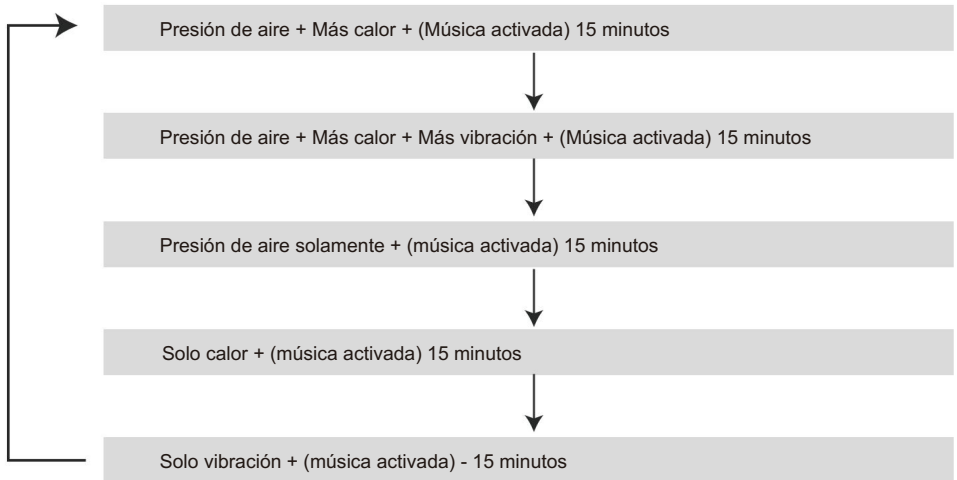 Presión de aire + Más calor + (Música activada) 15 minutos
Presión de aire + Más calor + Más vibración + (Música activada) 15 minutos
Presión de aire solamente + (música activada) 15 minutos
Solo calor + (música activada) 15 minutos
Solo vibración + (música activada) - 15 minutos